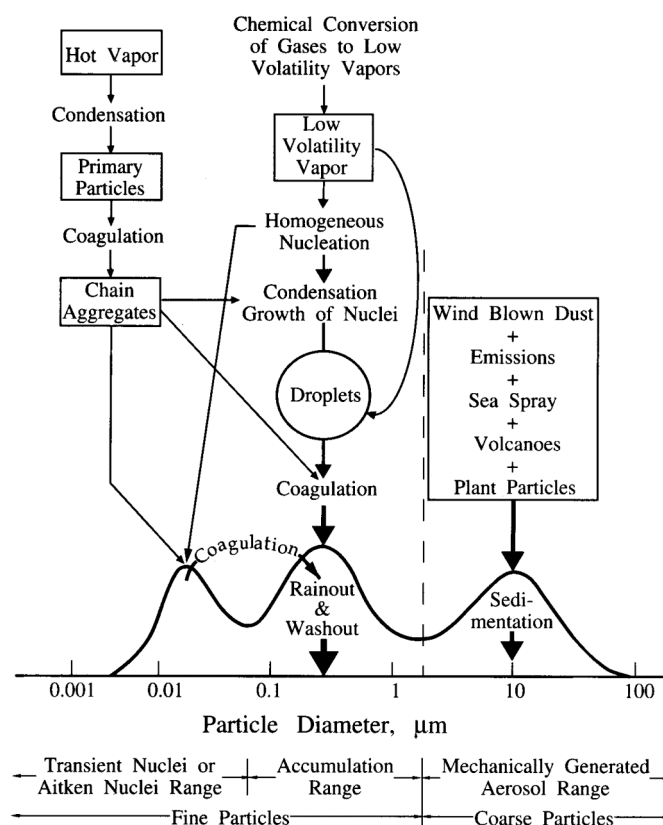 Hot Vapor
Condensation
Primary
Particles
Coagulation
Chain
Aggregates
Chemical Conversion
of Gases to Low
Volatility Vapors
Low
Volatility
Vapor
Homogeneous
Nucleation
Condensation
Growth of Nuclei
Droplets
Coagulation
Wind Blown Dust
+
Emissions
+
Sea Spray
+
Volcanoes
+
Plant Particles
Coagulation
Rainout
&
Washout
Sedi-
mentation
0.001 0.01 0.1 1 10 100
Particle Diameter, µm
Transient Nuclei or
Aitken Nuclei Range
Accumulation
Range
Mechanically Generated
Aerosol Range
Fine Particles
Coarse Particles